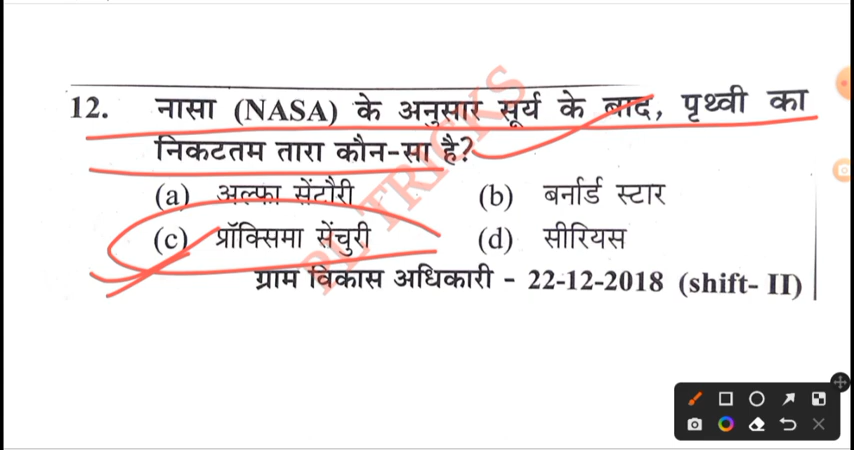 12. नासा (NASA) के अनुसार सूर्य के बाद, पृथ्वी का
निकटतम तारा कौन-सा है?
(a) अल्फा सेंटौरी (b) बर्नार्ड स्टार
(c) प्रॉक्सिमा सेंचुरी (d) सीरियस
ग्राम विकास अधिकारी - 22-12-2018 (shift- II)